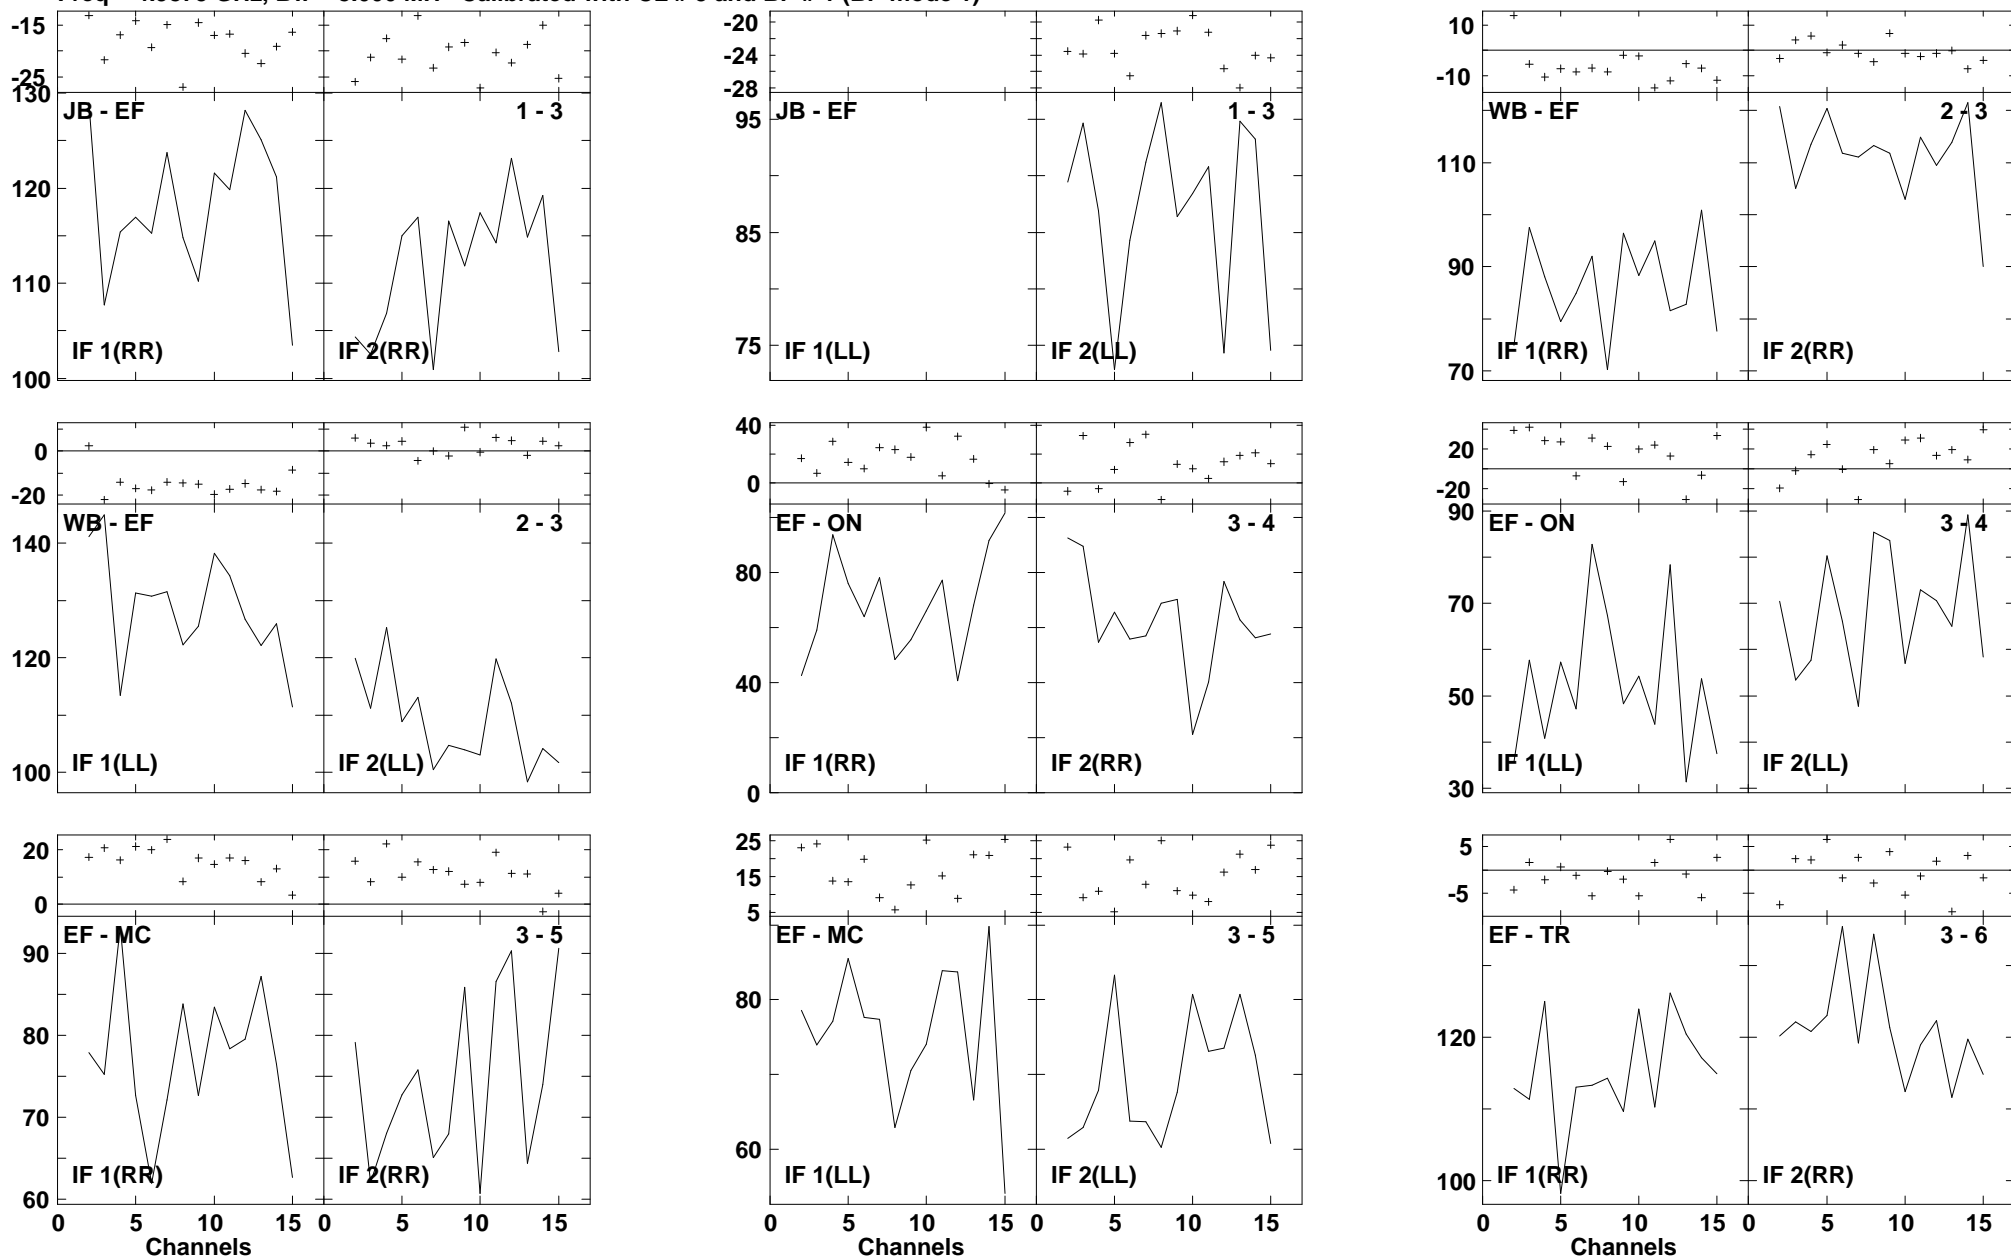 -15
-25
130
120
110
100
JB - EF
1 - 3
IF 1(RR)
IF 2(RR)
-20
-24
-28
95
85
75
JB - EF
1 - 3
IF 1(LL)
IF 2(LL)
10
-10
110
90
70
WB - EF
2 - 3
IF 1(RR)
IF 2(RR)
0
-20
140
120
100
WB - EF
2 - 3
IF 1(LL)
IF 2(LL)
40
0
80
40
0
EF - ON
3 - 4
IF 1(RR)
IF 2(RR)
20
-20
90
70
50
30
EF - ON
3 - 4
IF 1(LL)
IF 2(LL)
20
0
90
80
70
60
EF - MC
3 - 5
IF 1(RR)
IF 2(RR)
0 5 10 15 0 5 10 15
Channels
25
15
5
80
60
EF - MC
3 - 5
IF 1(LL)
IF 2(LL)
0 5 10 15 0 5 10 15
Channels
5
-5
120
100
EF - TR
3 - 6
IF 1(RR)
IF 2(RR)
0 5 10 15 0 5 10 15
Channels